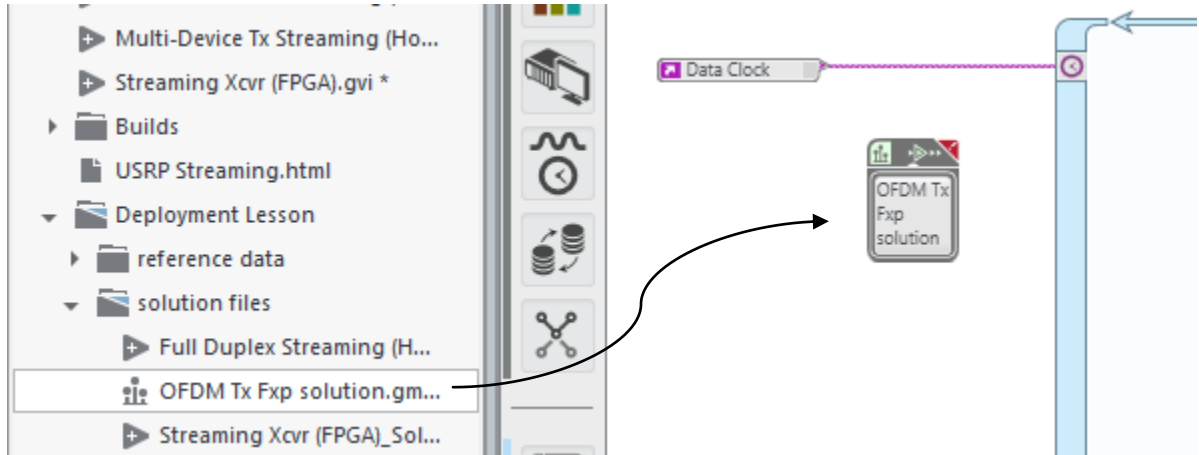 Multi-Device Tx Streaming (Ho...
Streaming Xcvr (FPGA).gvi *
Builds
USRP Streaming.html
Deployment Lesson
reference data
solution files
Full Duplex Streaming (H...
OFDM Tx Fxp solution.gm...
Streaming Xcvr (FPGA)_Sol...
Data Clock
OFDM Tx
Fxp
solution